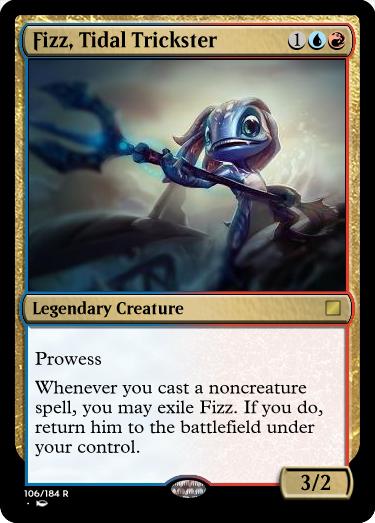 Fizz, Tidal Trickster 1
Legendary Creature
Prowess
Whenever you cast a noncreature
spell, you may exile Fizz. If you do,
return him to the battlefield under
your control.
3/2
106/184 R